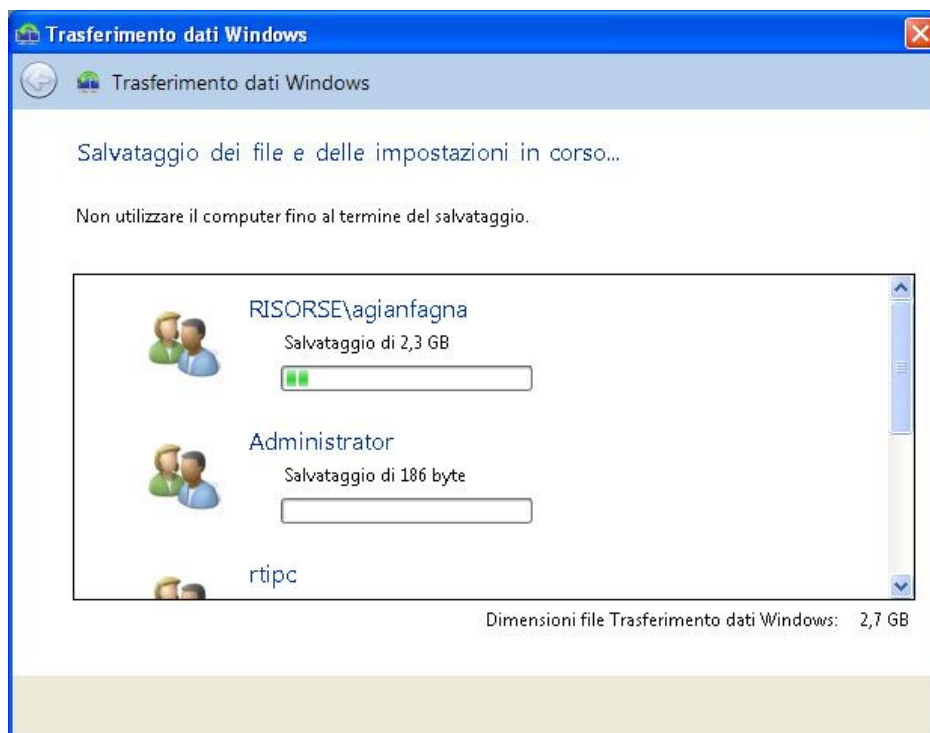 Trasferimento dati Windows
Trasferimento dati Windows
Salvataggio dei file e delle impostazioni in corso...
Non utilizzare il computer fino al termine del salvataggio.
RISORSE\agianfagna
Salvataggio di 2,3 GB
Administrator
Salvataggio di 186 byte
rtipc
Dimensioni file Trasferimento dati Windows: 2,7 GB